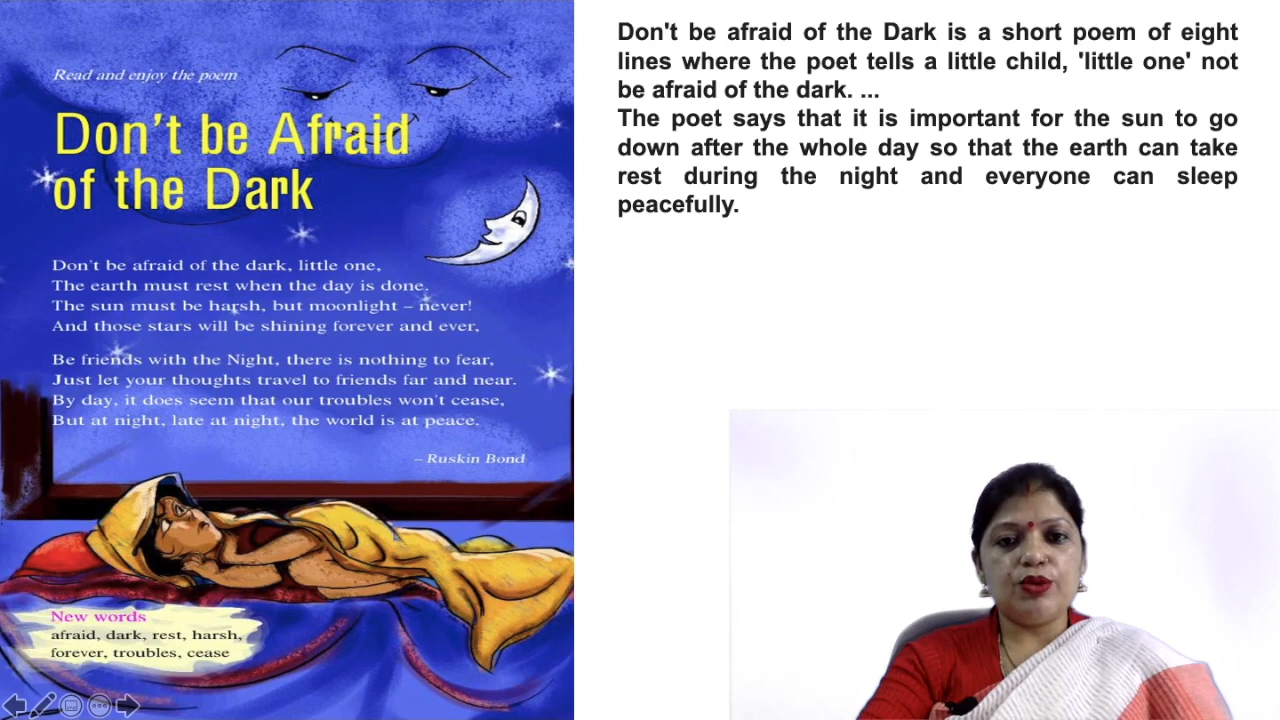 Read and enjoy the poem
Don't be Afraid
of the Dark
Don't be afraid of the dark, little one,
The earth must rest when the day is done.
The sun must be harsh, but moonlight – never!
And those stars will be shining forever and ever,
Be friends with the Night, there is nothing to fear,
Just let your thoughts travel to friends far and near.
By day, it does seem that our troubles won't cease,
But at night, late at night, the world is at peace.
– Ruskin Bond
New words
afraid, dark, rest, harsh,
forever, troubles, cease
Don't be afraid of the Dark is a short poem of eight
lines where the poet tells a little child, 'little one' not
be afraid of the dark. ...
The poet says that it is important for the sun to go
down after the whole day so that the earth can take
rest during the night and everyone can sleep
peacefully.